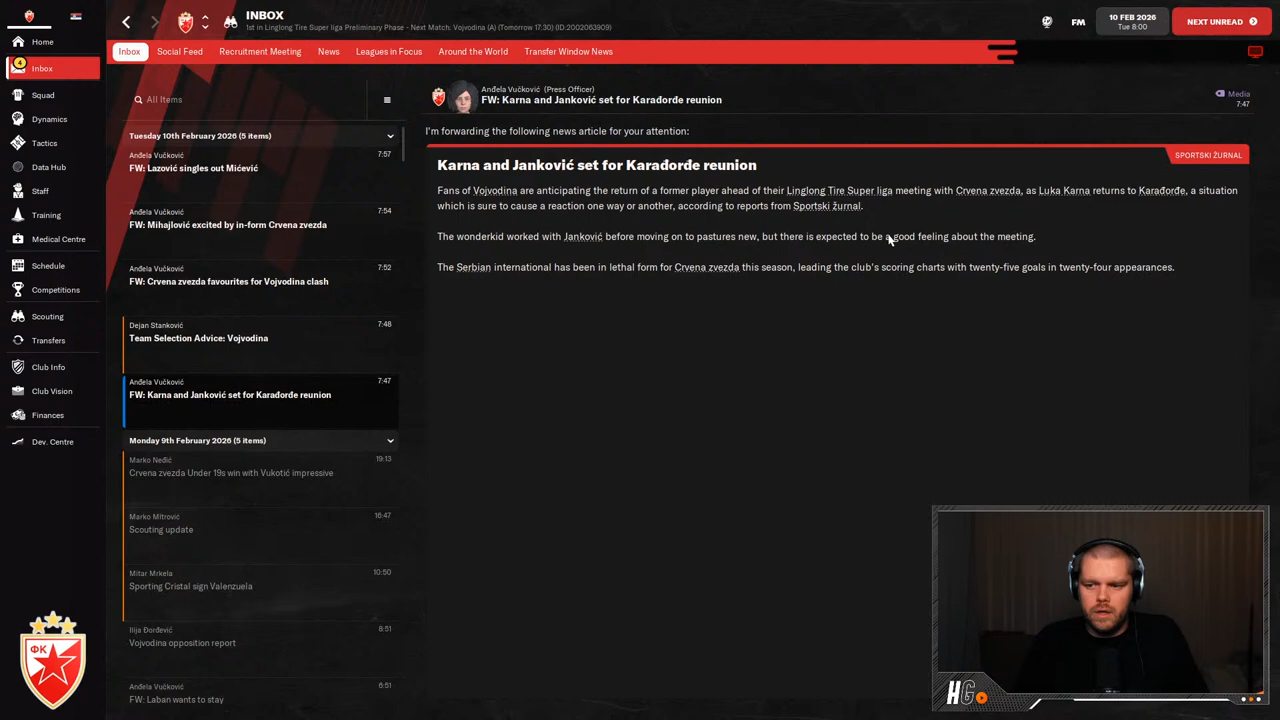 INBOX
1st in Linglong Tire Super liga Preliminary Phase - Next Match: Vojvodina (A) (Tomorrow 17:30) (ID:2002063909)
FM
10 FEB 2026
Tue 8:00
NEXT UNREAD
Home
4
Inbox
Squad
Dynamics
Tactics
Data Hub
Staff
Training
Medical Centre
Schedule
Competitions
Scouting
Transfers
Club Info
Club Vision
Finances
Dev. Centre
ФК
Inbox
Social Feed
Recruitment Meeting
News
Leagues in Focus
Around the World
Transfer Window News
All Items
Tuesday 10th February 2026 (5 items)
Anđela Vučković 7:57
FW: Lazović singles out Mićević
Anđela Vučković 7:54
FW: Mihajlović excited by in-form Crvena zvezda
Anđela Vučković 7:52
FW: Crvena zvezda favourites for Vojvodina clash
Dejan Stanković 7:48
Team Selection Advice: Vojvodina
Anđela Vučković 7:47
FW: Karna and Janković set for Karađorđe reunion
Monday 9th February 2026 (5 items)
Marko Neđić 19:13
Crvena zvezda Under 19s win with Vukotić impressive
Marko Mitrović 16:47
Scouting update
Mitar Mrkela 10:50
Sporting Cristal sign Valenzuela
Ilija Đorđević 8:51
Vojvodina opposition report
Anđela Vučković 6:51
FW: Laban wants to stay
Anđela Vučković (Press Officer)
FW: Karna and Janković set for Karađorđe reunion
Media
7:47
I'm forwarding the following news article for your attention:
SPORTSKI ŽURNAL
Karna and Janković set for Karađorđe reunion
Fans of Vojvodina are anticipating the return of a former player ahead of their Linglong Tire Super liga meeting with Crvena zvezda, as Luka Karna returns to Karađorđe, a situation
which is sure to cause a reaction one way or another, according to reports from Sportski žurnal.
The wonderkid worked with Janković before moving on to pastures new, but there is expected to be a good feeling about the meeting.
The Serbian international has been in lethal form for Crvena zvezda this season, leading the club's scoring charts with twenty-five goals in twenty-four appearances.
HG